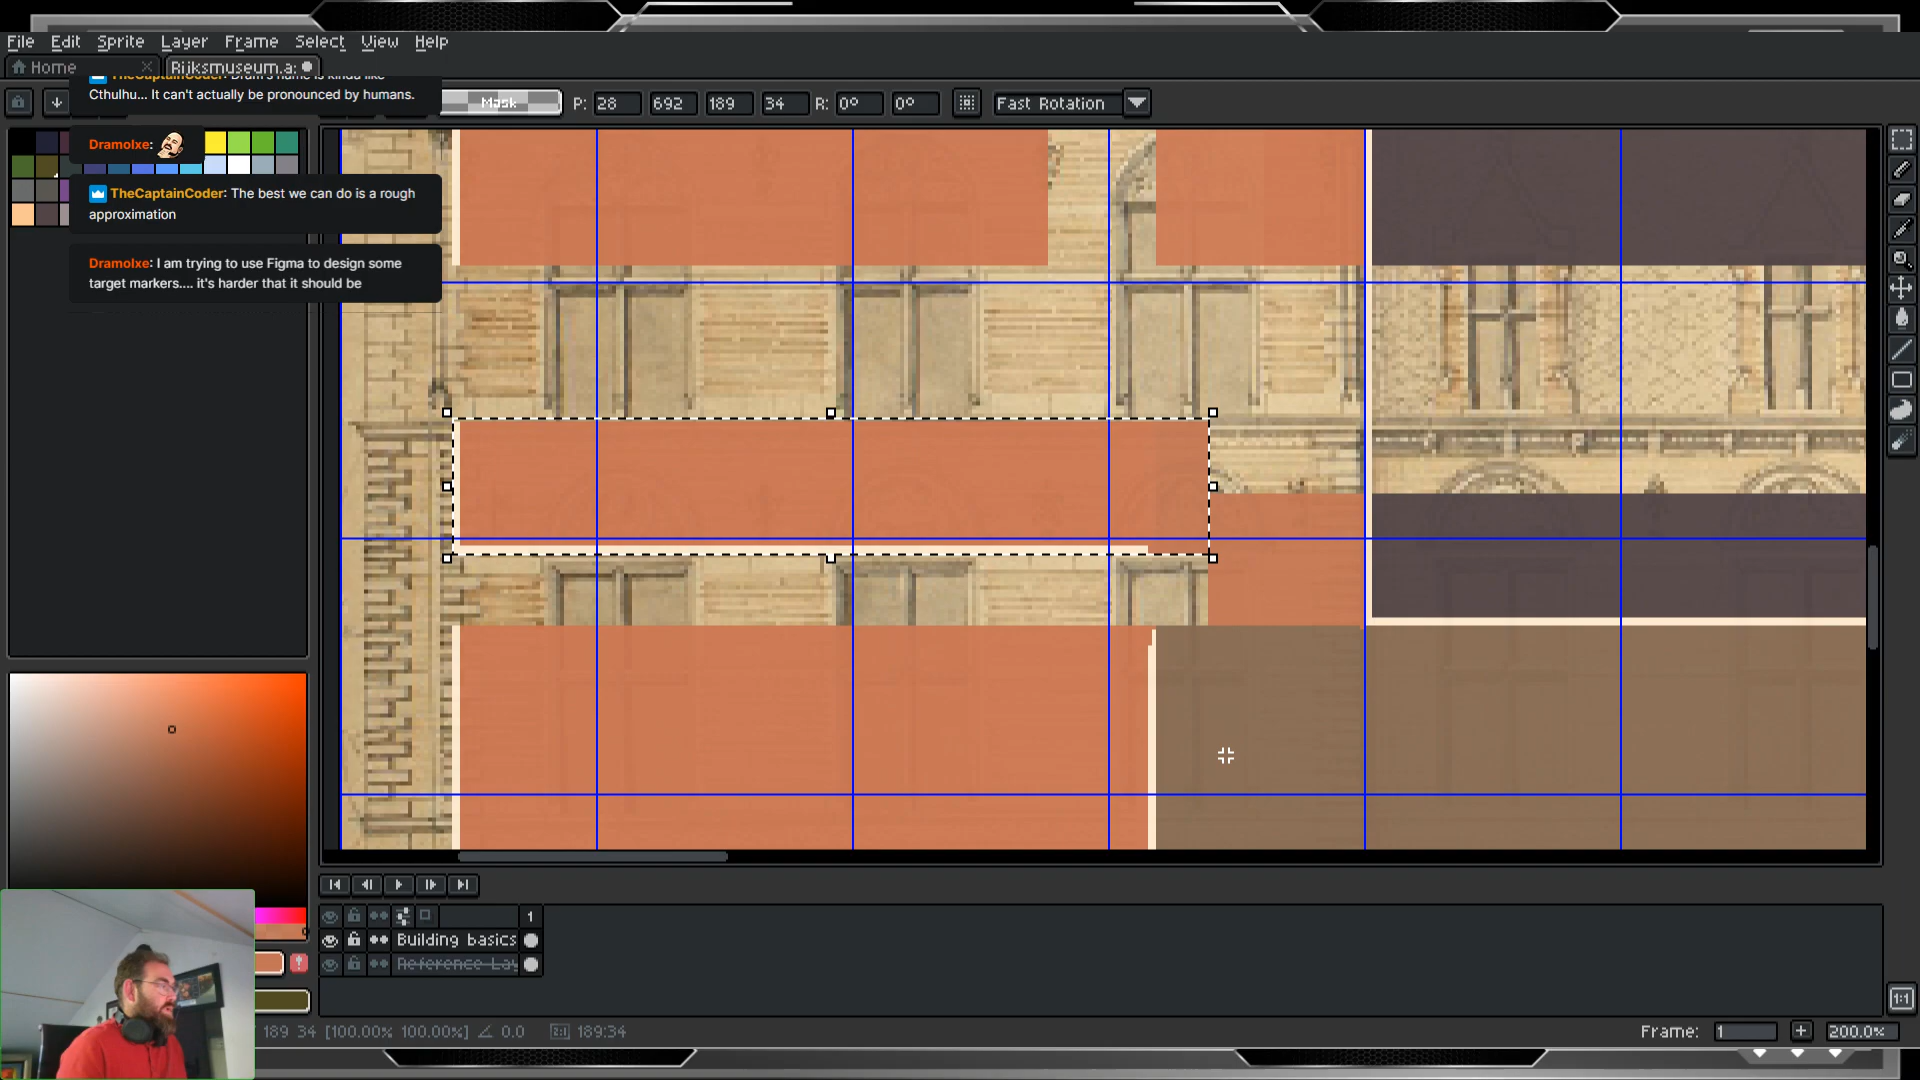 File Edit Sprite Layer Frame Select View Help
Home
Rijksmuseum.a:
Cthulhu... It can't actually be pronounced by humans.
Mask P: 28 692 189 34 R: 0° 0° Fast Rotation
Dramolxe:
TheCaptainCoder: The best we can do is a rough
approximation
Dramolxe: I am trying to use Figma to design some
target markers.... it's harder that it should be
1
Building basics
Reference Lay
189 34 [100.00% 100.00%] 0.0 189:34
Frame: 1 + 200.0%
1:1